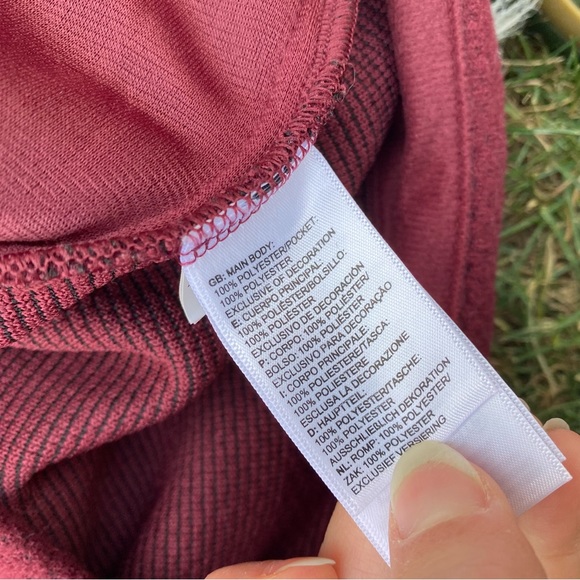 GB: MAIN BODY:
100% POLYESTER/POCKET:
100% POLYESTER
EXCLUSIVE OF DECORATION
E: CUERPO PRINCIPAL:
100% POLIÉSTER/BOLSILLO:
100% POLIÉSTER
EXCLUSIVO DE DECORACIÓN
P: CORPO: 100% POLIÉSTER/
BOLSO: 100% POLIÉSTER
EXCLUSIVO PARA DECORAÇÃO
I: CORPO PRINCIPALE:
100% POLIESTERE/TASCA:
100% POLIESTERE
ESCLUSA LA DECORAZIONE
D: HAUPTTEIL:
100% POLYESTER/TASCHE:
100% POLYESTER
AUSSCHLIEßLICH DEKORATION
NL: ROMP: 100% POLYESTER/
ZAK: 100% POLYESTER
EXCLUSIEF VERSIERING